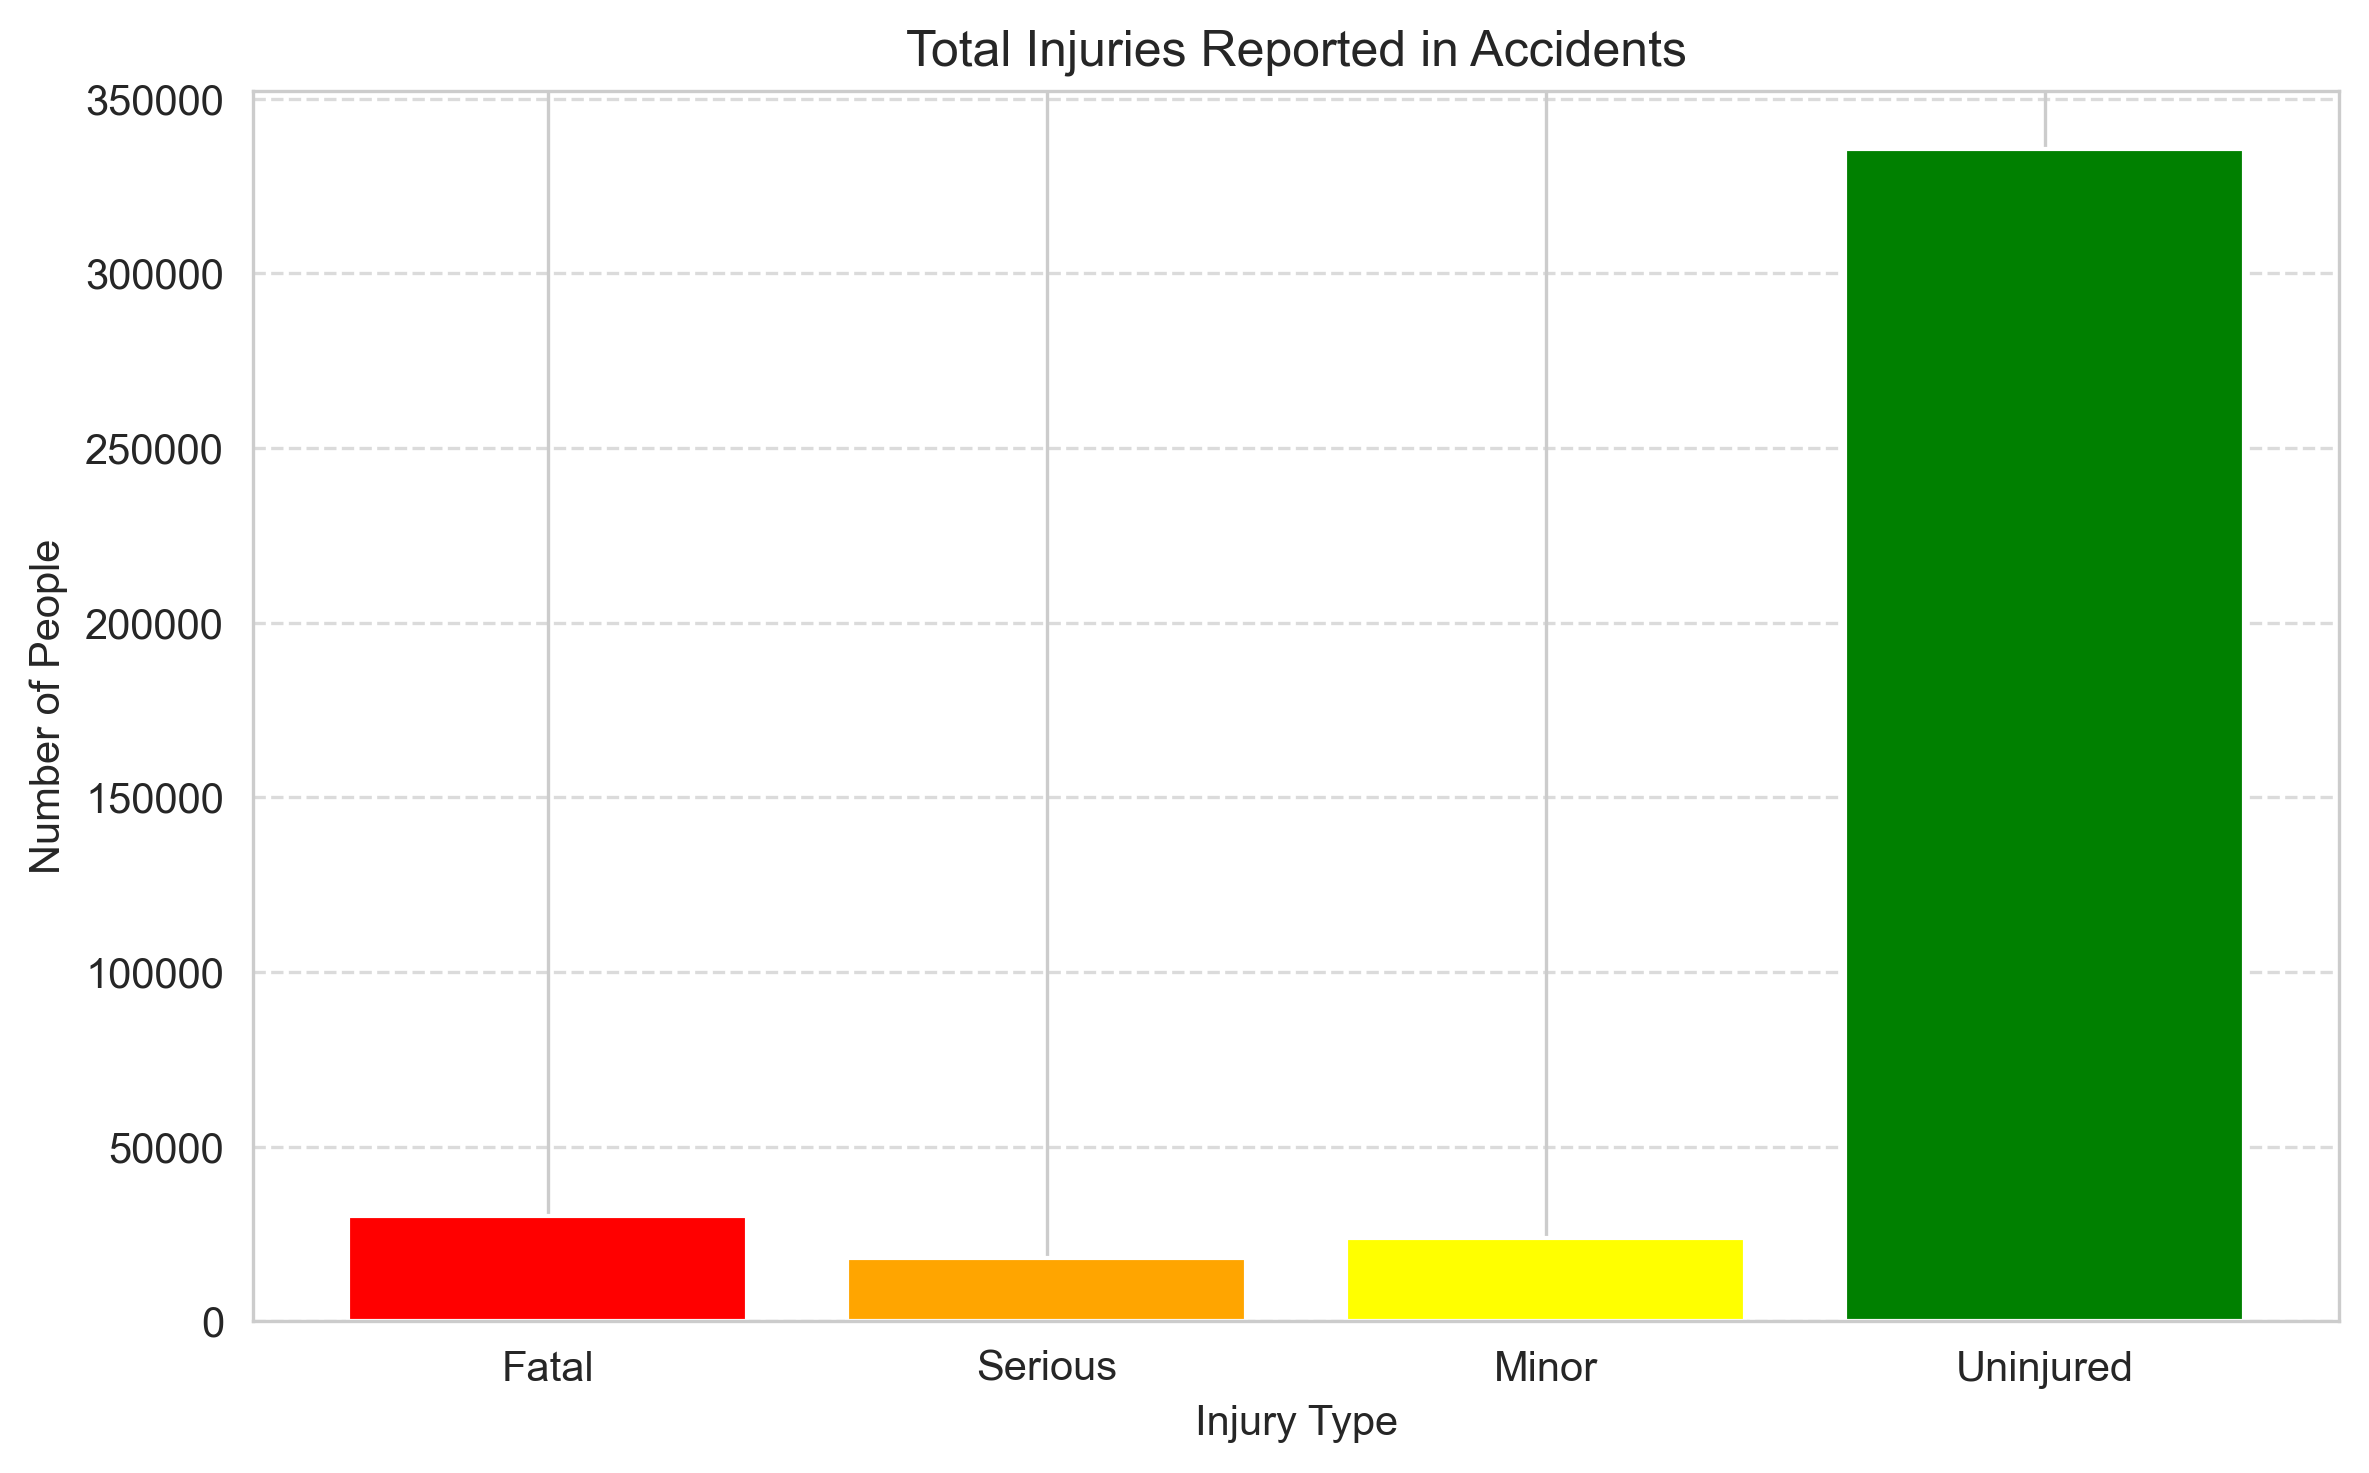 Total Injuries Reported in Accidents
350000
300000
250000
200000
150000
100000
50000
0
Number of People
Fatal
Serious
Minor
Uninjured
Injury Type